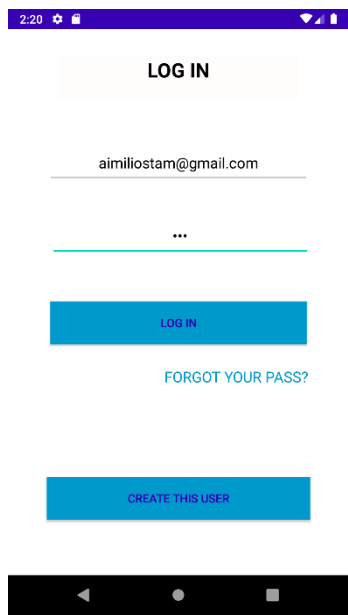 2:20
LOG IN
aimiliostam@gmail.com
•••
LOG IN
FORGOT YOUR PASS?
CREATE THIS USER